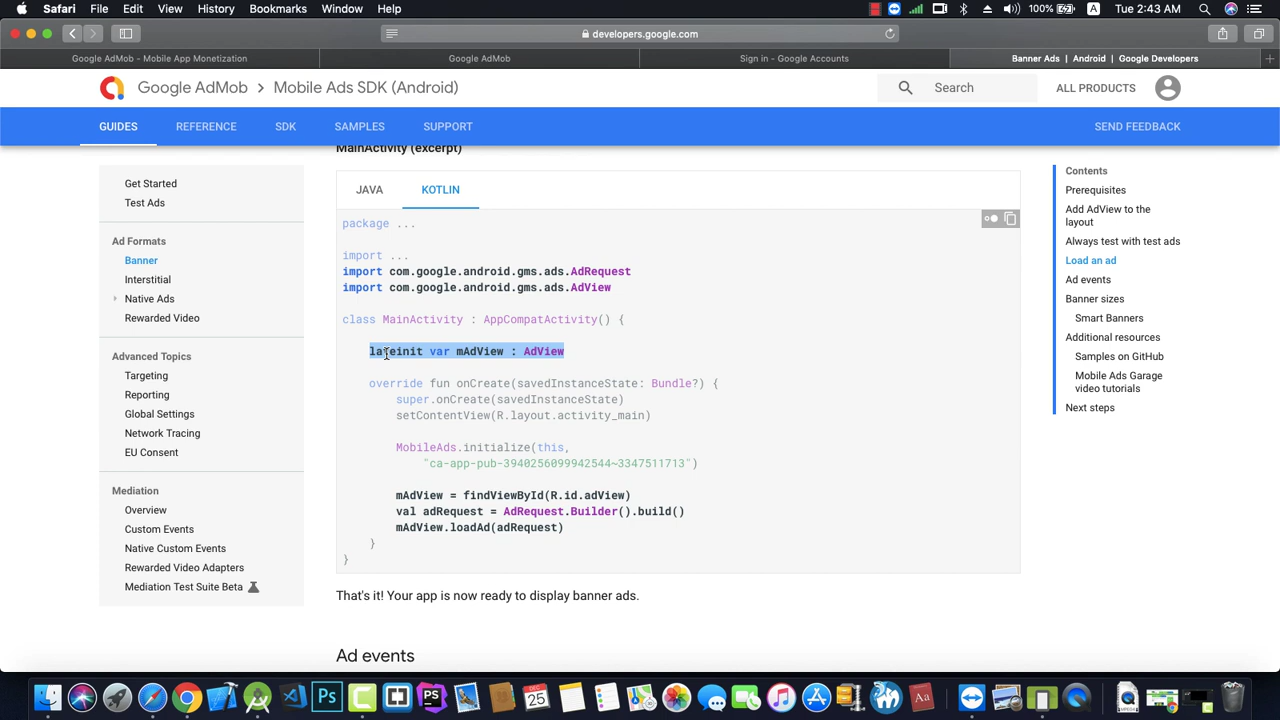 Safari File Edit View History Bookmarks Window Help 100% A Tue 2:43 AM
developers.google.com
Google AdMob - Mobile App Monetization Google AdMob Sign in - Google Accounts Banner Ads | Android | Google Developers
Google AdMob > Mobile Ads SDK (Android) Search ALL PRODUCTS
GUIDES REFERENCE SDK SAMPLES SUPPORT SEND FEEDBACK
Get Started
Test Ads
Ad Formats
Banner
Interstitial
Native Ads
Rewarded Video
Advanced Topics
Targeting
Reporting
Global Settings
Network Tracing
EU Consent
Mediation
Overview
Custom Events
Native Custom Events
Rewarded Video Adapters
Mediation Test Suite Beta
MainActivity (excerpt)
JAVA KOTLIN
package ...
import ...
import com.google.android.gms.ads.AdRequest
import com.google.android.gms.ads.AdView
class MainActivity : AppCompatActivity() {
lateinit var mAdView : AdView
override fun onCreate(savedInstanceState: Bundle?) {
super.onCreate(savedInstanceState)
setContentView(R.layout.activity_main)
MobileAds.initialize(this,
"ca-app-pub-3940256099942544~3347511713")
mAdView = findViewById(R.id.adView)
val adRequest = AdRequest.Builder().build()
mAdView.loadAd(adRequest)
}
}
That's it! Your app is now ready to display banner ads.
Ad events
Contents
Prerequisites
Add AdView to the
layout
Always test with test ads
Load an ad
Ad events
Banner sizes
Smart Banners
Additional resources
Samples on GitHub
Mobile Ads Garage
video tutorials
Next steps
Ps
PS
DEC
25
Aa